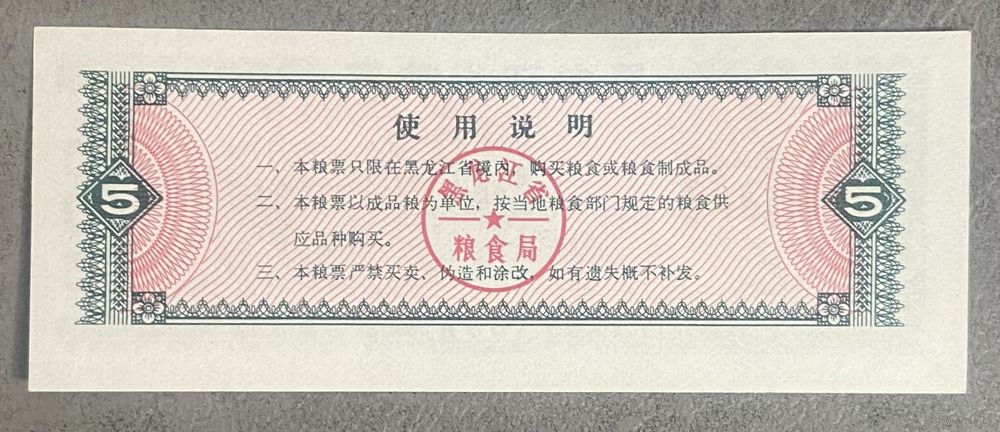 使用说明
一、本粮票只限在黑龙江省境内，购买粮食或粮食制成品。
二、本粮票以成品粮为单位，按当地粮食部门规定的粮食供
应品种购买。
三、本粮票严禁买卖、伪造和涂改，如有遗失概不补发。
黑龙江省
粮食局
5
5